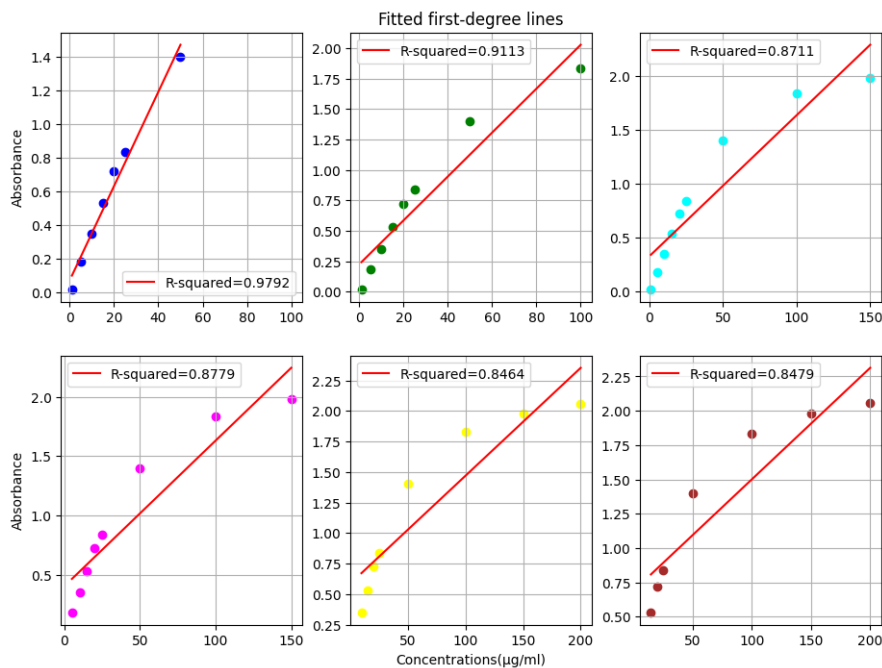 Fitted first-degree lines
Absorbance
1.4
1.2
1.0
0.8
0.6
0.4
0.2
0.0
0 20 40 60 80 100
R-squared=0.9792
2.00
1.75
1.50
1.25
1.00
0.75
0.50
0.25
0.00
0 20 40 60 80 100
R-squared=0.9113
2.0
1.5
1.0
0.5
0.0
0 50 100 150
R-squared=0.8711
Absorbance
2.0
1.5
1.0
0.5
0 50 100 150
R-squared=0.8779
2.25
2.00
1.75
1.50
1.25
1.00
0.75
0.50
0.25
50 100 150 200
R-squared=0.8464
2.25
2.00
1.75
1.50
1.25
1.00
0.75
0.50
50 100 150 200
R-squared=0.8479
Concentrations(μg/ml)